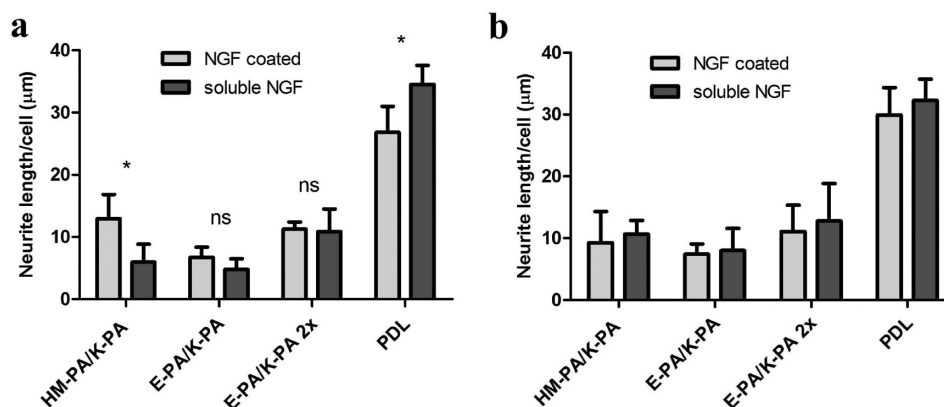 a
Neurite length/cell (μm)
40
30
20
10
0
NGF coated
soluble NGF
*
ns
ns
*
HM-PA/K-PA
E-PA/K-PA
E-PA/K-PA 2x
PDL
b
Neurite length/cell (μm)
40
30
20
10
0
NGF coated
soluble NGF
HM-PA/K-PA
E-PA/K-PA
E-PA/K-PA 2x
PDL